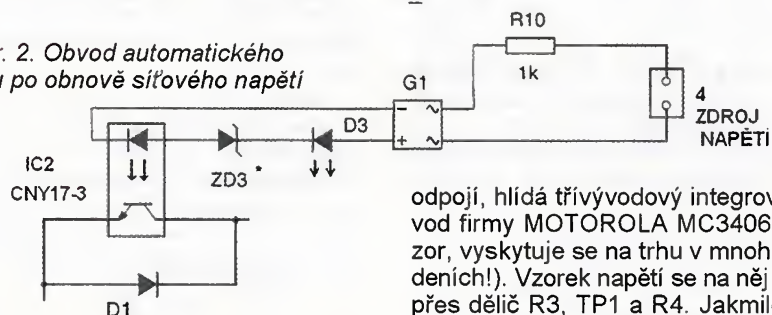 r. 2. Obvod automatického
u po obnově síťového napětí
R10
1k
G1
- ~
+ ~
4
ZDROJ
NAPĚTÍ
D3
ZD3 *
IC2
CNY17-3
D1
odpojí, hlídá třívývodový integrov
vod firmy MOTOROLA MC3406
zor, vyskytuje se na trhu v mnoh
deních!). Vzorek napětí se na něj
přes dělič R3, TP1 a R4. Jakmile